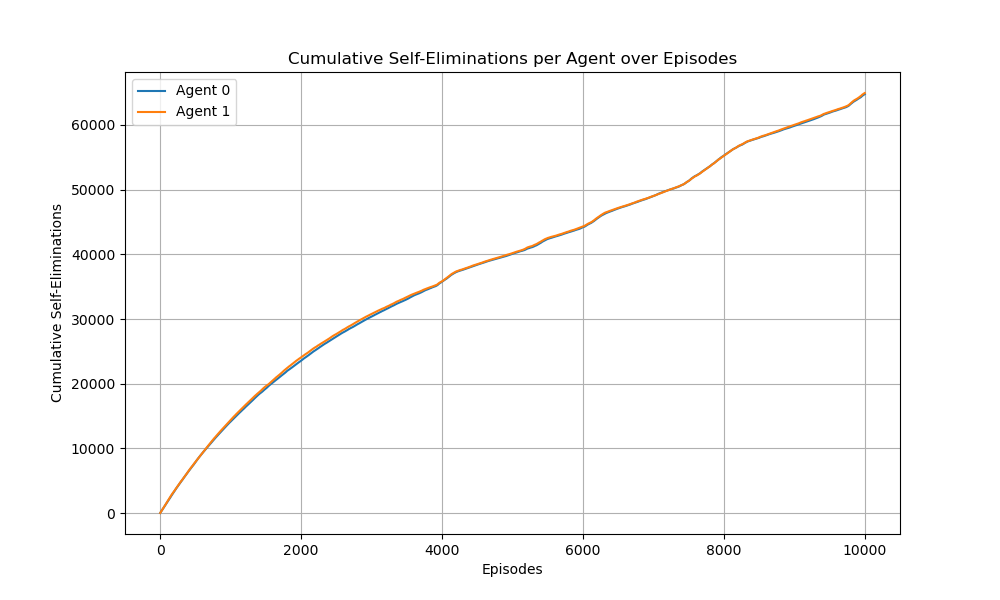 Cumulative Self-Eliminations per Agent over Episodes
Agent 0
Agent 1
60000
50000
40000
30000
20000
10000
0
Cumulative Self-Eliminations
0 2000 4000 6000 8000 10000
Episodes